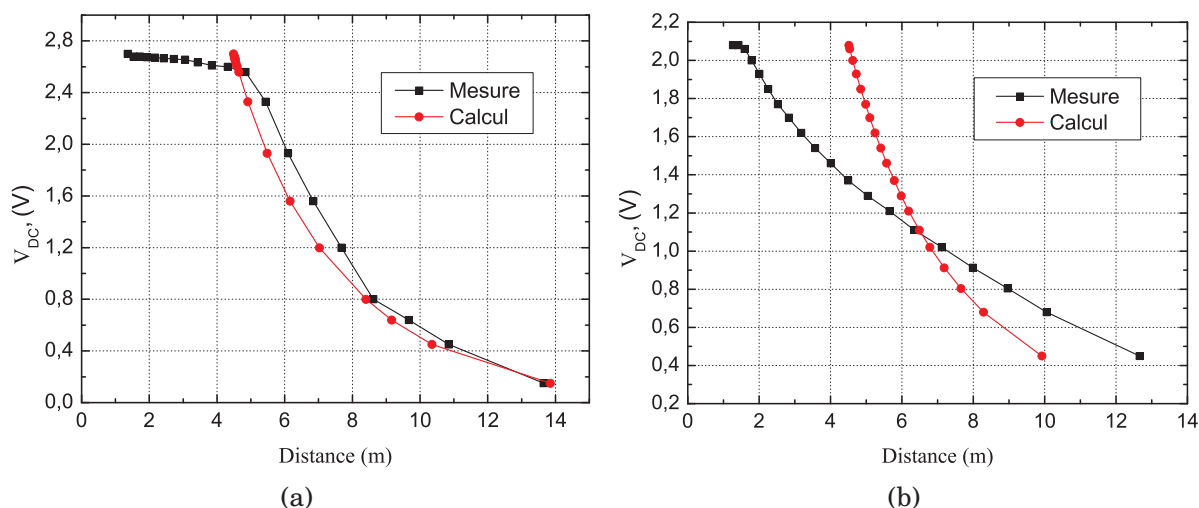 2,8
2,4
2,0
1,6
1,2
0,8
0,4
0,0
V_DC, (V)
Mesure
Calcul
0 2 4 6 8 10 12 14
Distance (m)
(a)
2,2
2,0
1,8
1,6
1,4
1,2
1,0
0,8
0,6
0,4
0,2
V_DC, (V)
Mesure
Calcul
0 2 4 6 8 10 12 14
Distance (m)
(b)